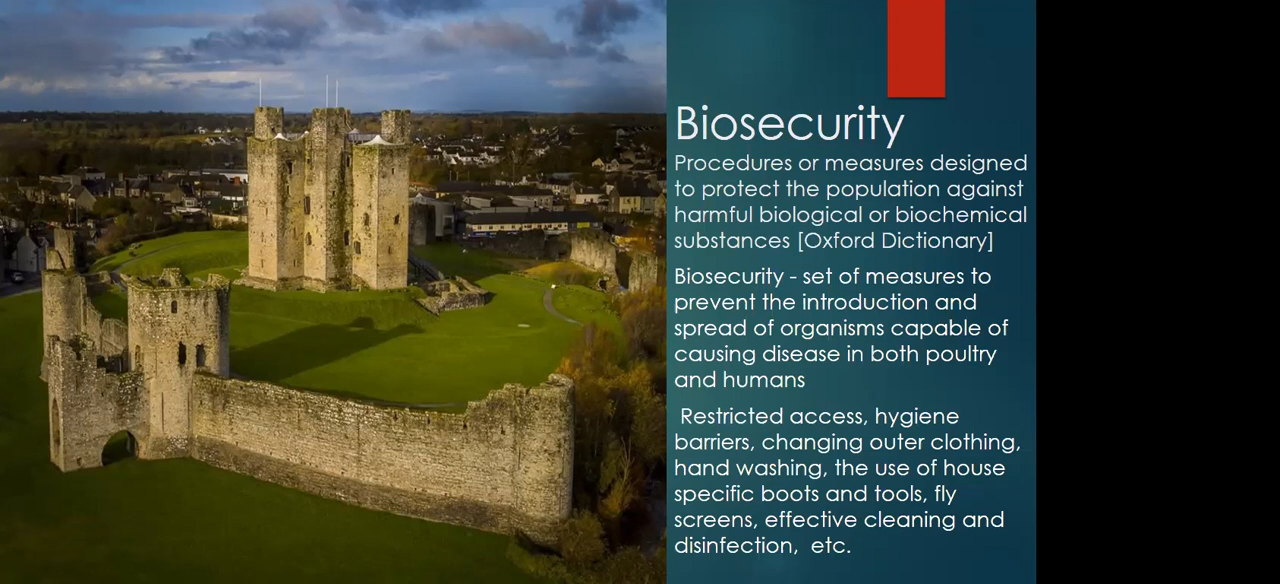 Biosecurity
Procedures or measures designed
to protect the population against
harmful biological or biochemical
substances [Oxford Dictionary]
Biosecurity - set of measures to
prevent the introduction and
spread of organisms capable of
causing disease in both poultry
and humans
Restricted access, hygiene
barriers, changing outer clothing,
hand washing, the use of house
specific boots and tools, fly
screens, effective cleaning and
disinfection,  etc.